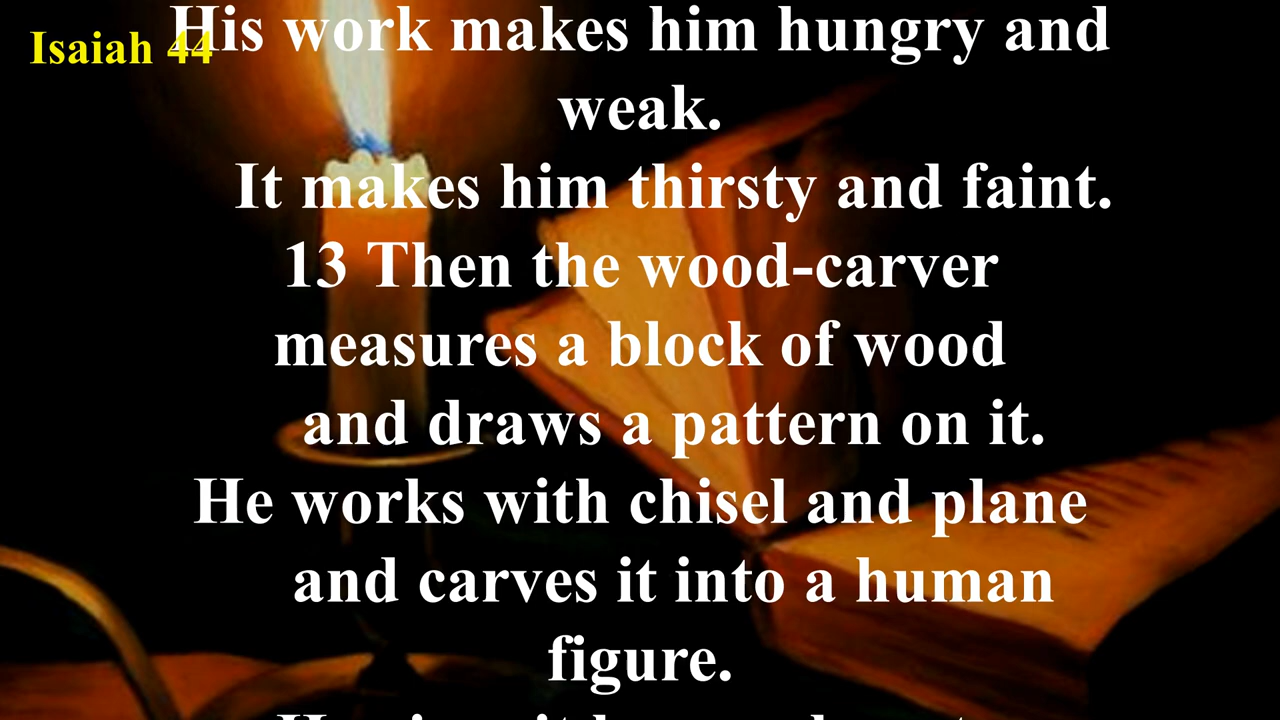 Isaiah 44
His work makes him hungry and
weak.
It makes him thirsty and faint.
13 Then the wood-carver
measures a block of wood
and draws a pattern on it.
He works with chisel and plane
and carves it into a human
figure.